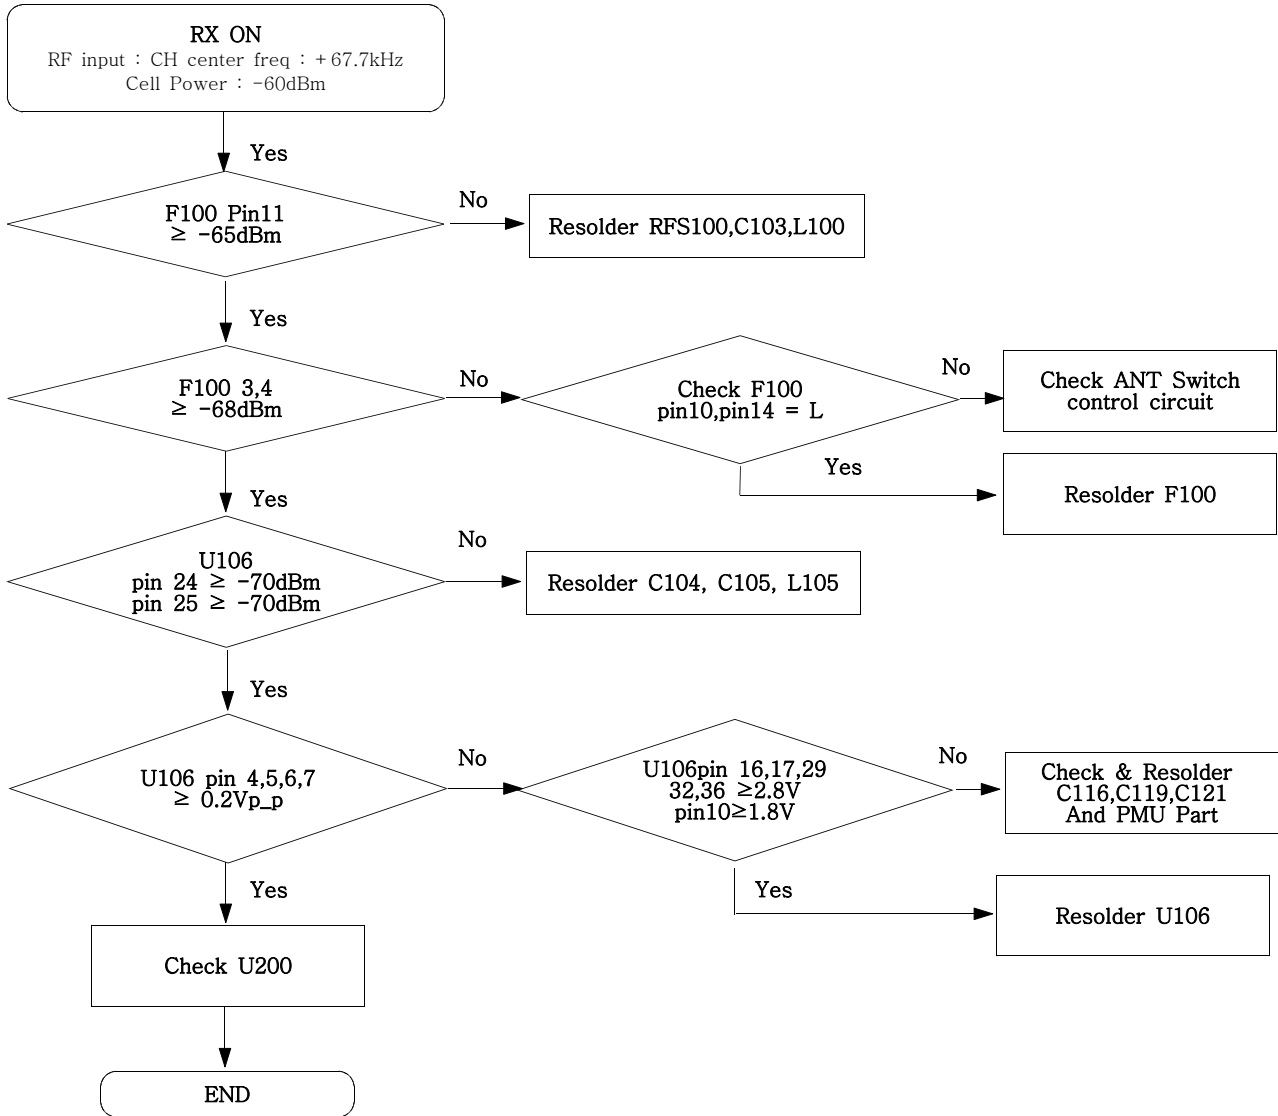 RX ON
RF input : CH center freq : +67.7kHz
Cell Power : -60dBm
Yes
F100 Pin11
≥ -65dBm
No
Resolder RFS100,C103,L100
Yes
F100 3,4
≥ -68dBm
No
Check F100
pin10,pin14 = L
No
Check ANT Switch
control circuit
Yes
Resolder F100
Yes
U106
pin 24 ≥ -70dBm
pin 25 ≥ -70dBm
No
Resolder C104, C105, L105
Yes
U106 pin 4,5,6,7
≥ 0.2Vp_p
No
U106pin 16,17,29
32,36 ≥2.8V
pin10≥1.8V
No
Check & Resolder
C116,C119,C121
And PMU Part
Yes
Resolder U106
Yes
Check U200
END